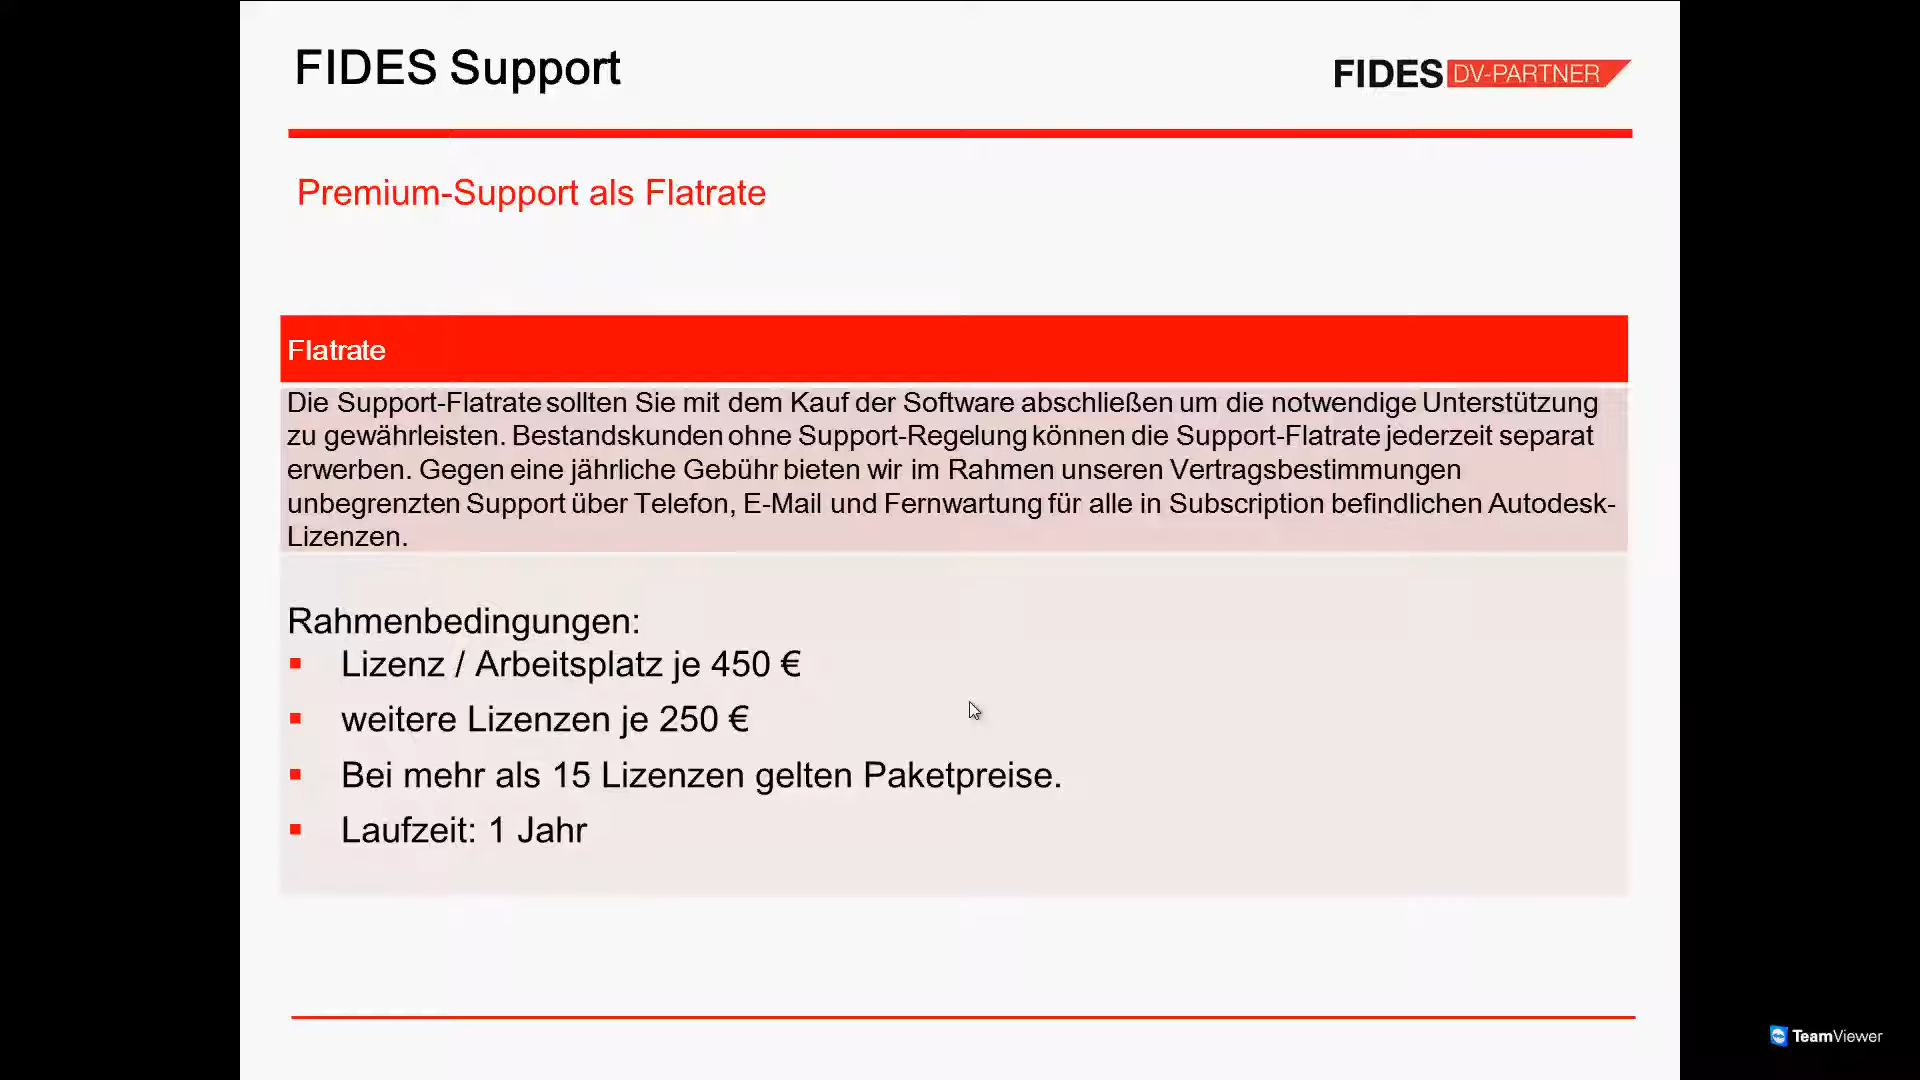 FIDES Support
FIDES DV-PARTNER
Premium-Support als Flatrate
Flatrate
Die Support-Flatrate sollten Sie mit dem Kauf der Software abschließen um die notwendige Unterstützung
zu gewährleisten. Bestandskunden ohne Support-Regelung können die Support-Flatrate jederzeit separat
erwerben. Gegen eine jährliche Gebühr bieten wir im Rahmen unseren Vertragsbestimmungen
unbegrenzten Support über Telefon, E-Mail und Fernwartung für alle in Subscription befindlichen Autodesk-
Lizenzen.
Rahmenbedingungen:
▪ Lizenz / Arbeitsplatz je 450 €
▪ weitere Lizenzen je 250 €
▪ Bei mehr als 15 Lizenzen gelten Paketpreise.
▪ Laufzeit: 1 Jahr
TeamViewer